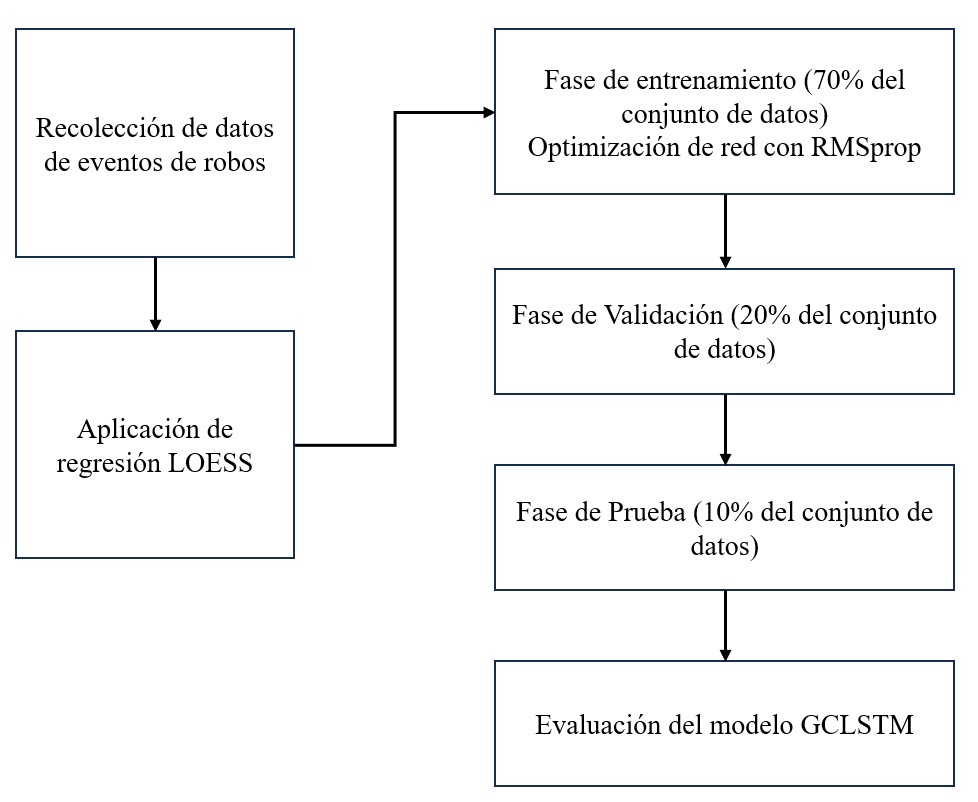 Recolección de datos
de eventos de robos
Aplicación de
regresión LOESS
Fase de entrenamiento (70% del
conjunto de datos)
Optimización de red con RMSprop
Fase de Validación (20% del conjunto
de datos)
Fase de Prueba (10% del conjunto de
datos)
Evaluación del modelo GCLSTM